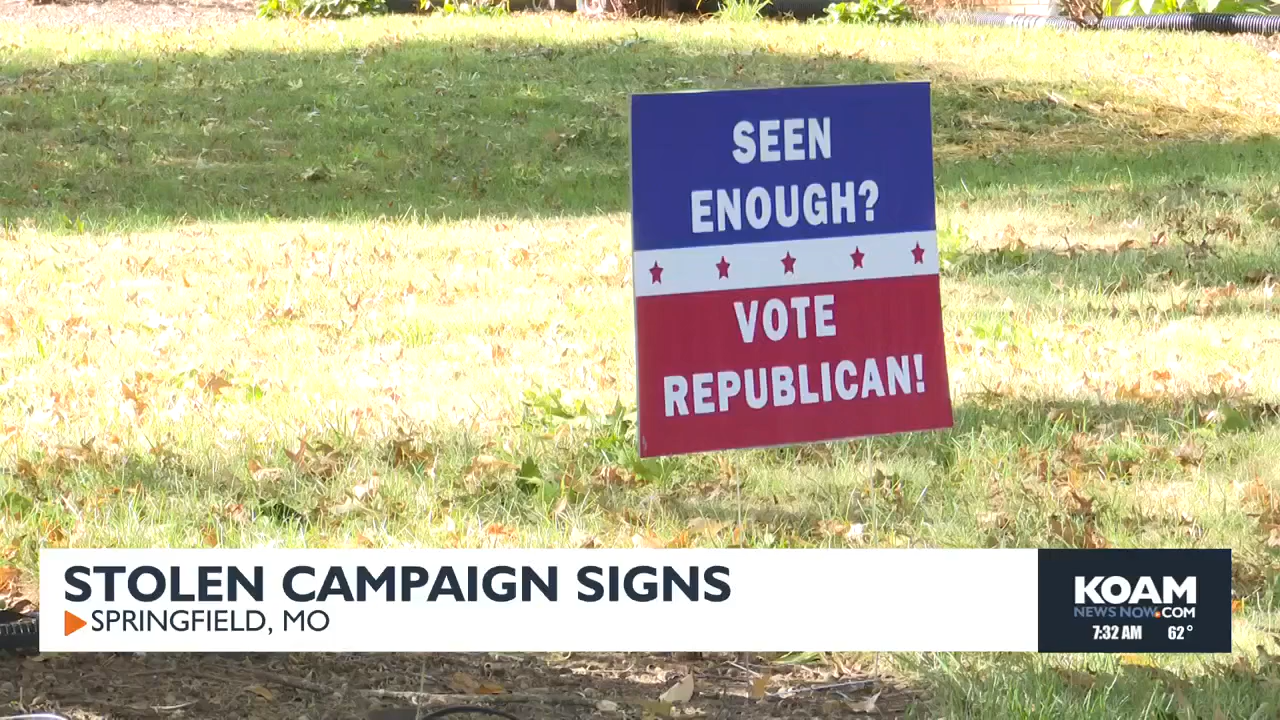 SEEN
ENOUGH?
VOTE
REPUBLICAN!
STOLEN CAMPAIGN SIGNS
SPRINGFIELD, MO
KOAM
NEWS NOW.COM
7:32 AM 62°